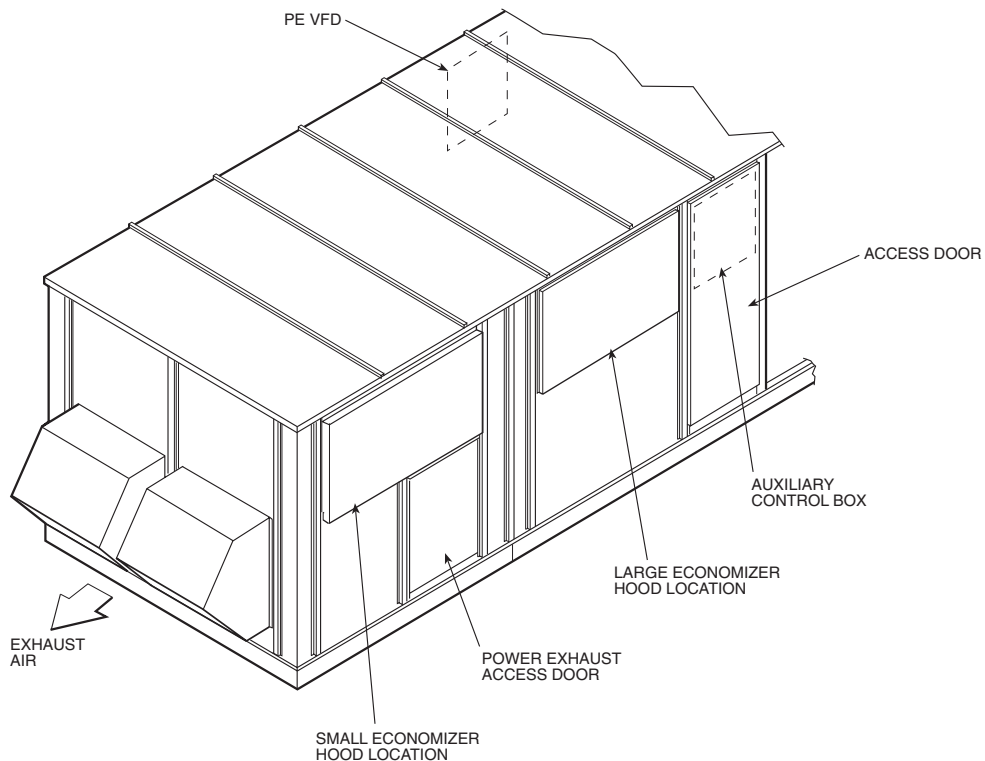 PE VFD
ACCESS DOOR
AUXILIARY
CONTROL BOX
LARGE ECONOMIZER
HOOD LOCATION
EXHAUST
AIR
POWER EXHAUST
ACCESS DOOR
SMALL ECONOMIZER
HOOD LOCATION